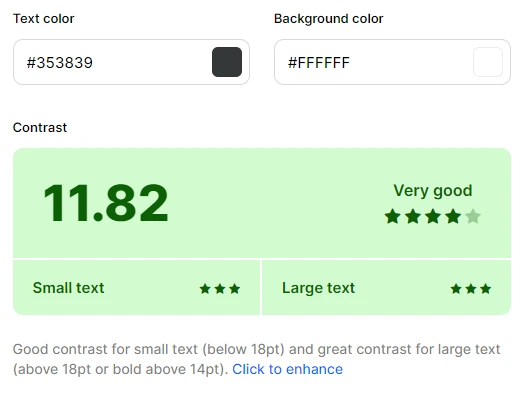 Text color
Background color
#353839
#FFFFFF
Contrast
11.82
Very good
Small text
Large text
Good contrast for small text (below 18pt) and great contrast for large text
(above 18pt or bold above 14pt). Click to enhance